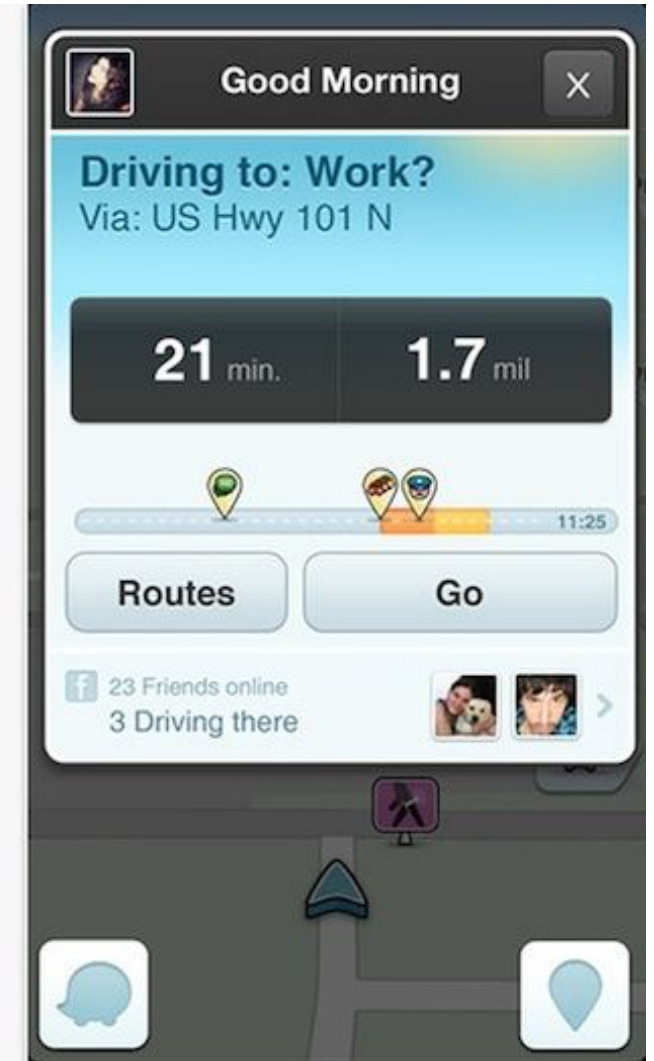 Good Morning
X
Driving to: Work?
Via: US Hwy 101 N
21 min.
1.7 mil
11:25
Routes
Go
f
23 Friends online
3 Driving there